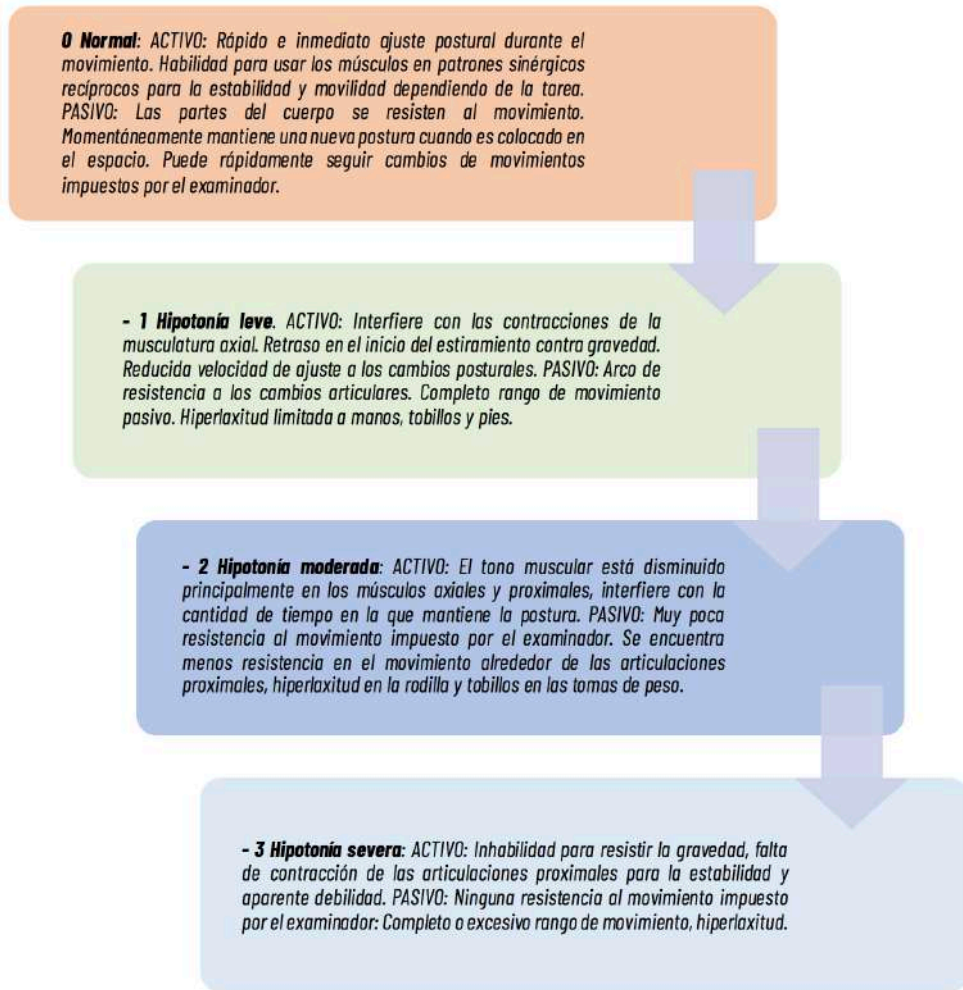 0 Normal: ACTIVO: Rápido e inmediato ajuste postural durante el
movimiento. Habilidad para usar los músculos en patrones sinérgicos
recíprocos para la estabilidad y movilidad dependiendo de la tarea.
PASIVO: Las partes del cuerpo se resisten al movimiento.
Momentáneamente mantiene una nueva postura cuando es colocado en
el espacio. Puede rápidamente seguir cambios de movimientos
impuestos por el examinador.
- 1 Hipotonía leve. ACTIVO: Interfiere con las contracciones de la
musculatura axial. Retraso en el inicio del estiramiento contra gravedad.
Reducida velocidad de ajuste a los cambios posturales. PASIVO: Arco de
resistencia a los cambios articulares. Completo rango de movimiento
pasivo. Hiperlaxitud limitada a manos, tobillos y pies.
- 2 Hipotonía moderada: ACTIVO: El tono muscular está disminuido
principalmente en los músculos axiales y proximales, interfiere con la
cantidad de tiempo en la que mantiene la postura. PASIVO: Muy poca
resistencia al movimiento impuesto por el examinador. Se encuentra
menos resistencia en el movimiento alrededor de las articulaciones
proximales, hiperlaxitud en la rodilla y tobillos en las tomas de peso.
- 3 Hipotonía severa: ACTIVO: Inhabilidad para resistir la gravedad, falta
de contracción de las articulaciones proximales para la estabilidad y
aparente debilidad. PASIVO: Ninguna resistencia al movimiento impuesto
por el examinador: Completo o excesivo rango de movimiento, hiperlaxitud.